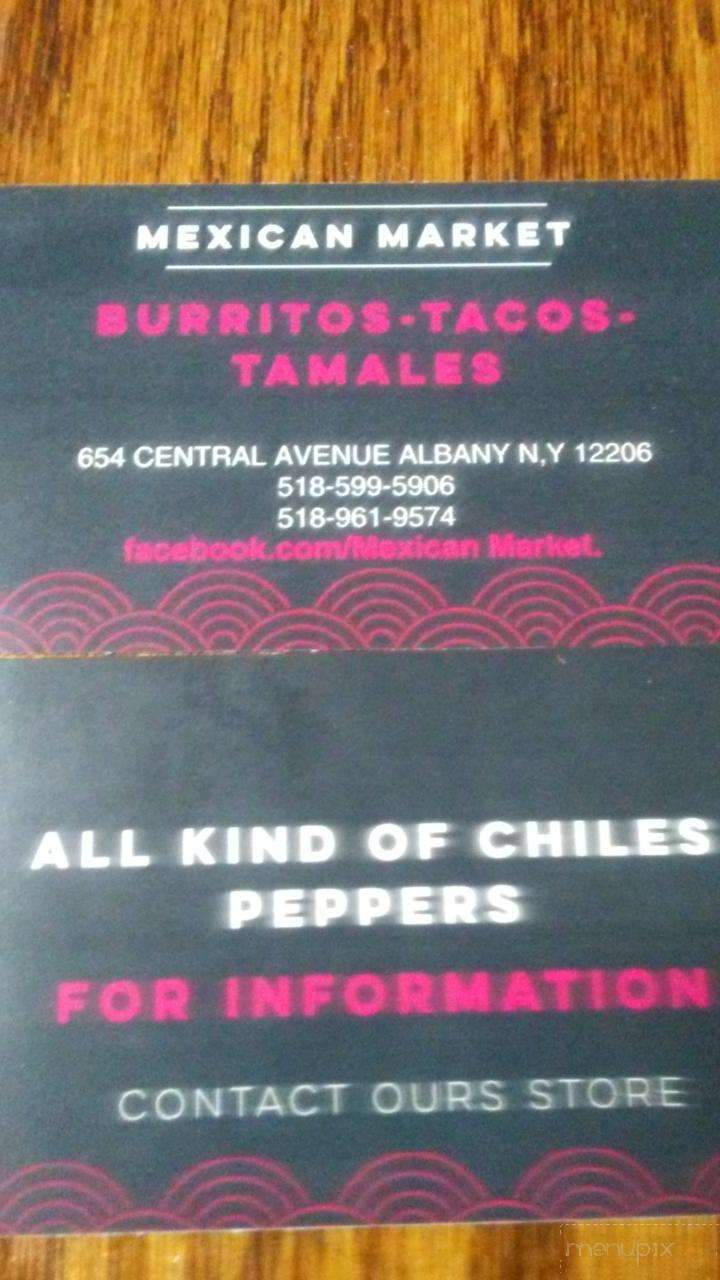 MEXICAN MARKET
BURRITOS-TACOS-
TAMALES
654 CENTRAL AVENUE ALBANY N,Y 12206
518-599-5906
518-961-9574
facebook.com/Mexican Market.
ALL KIND OF CHILES
PEPPERS
FOR INFORMATION
CONTACT OURS STORE
menupix